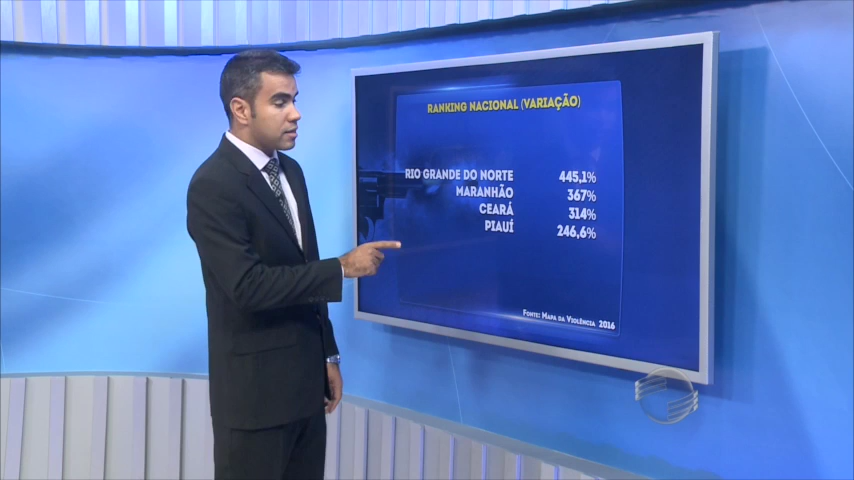 RANKING NACIONAL (VARIAÇÃO)
RIO GRANDE DO NORTE 445,1%
MARANHÃO 367%
CEARÁ 314%
PIAUÍ 246,6%
FONTE: MAPA DA VIOLÊNCIA 2016